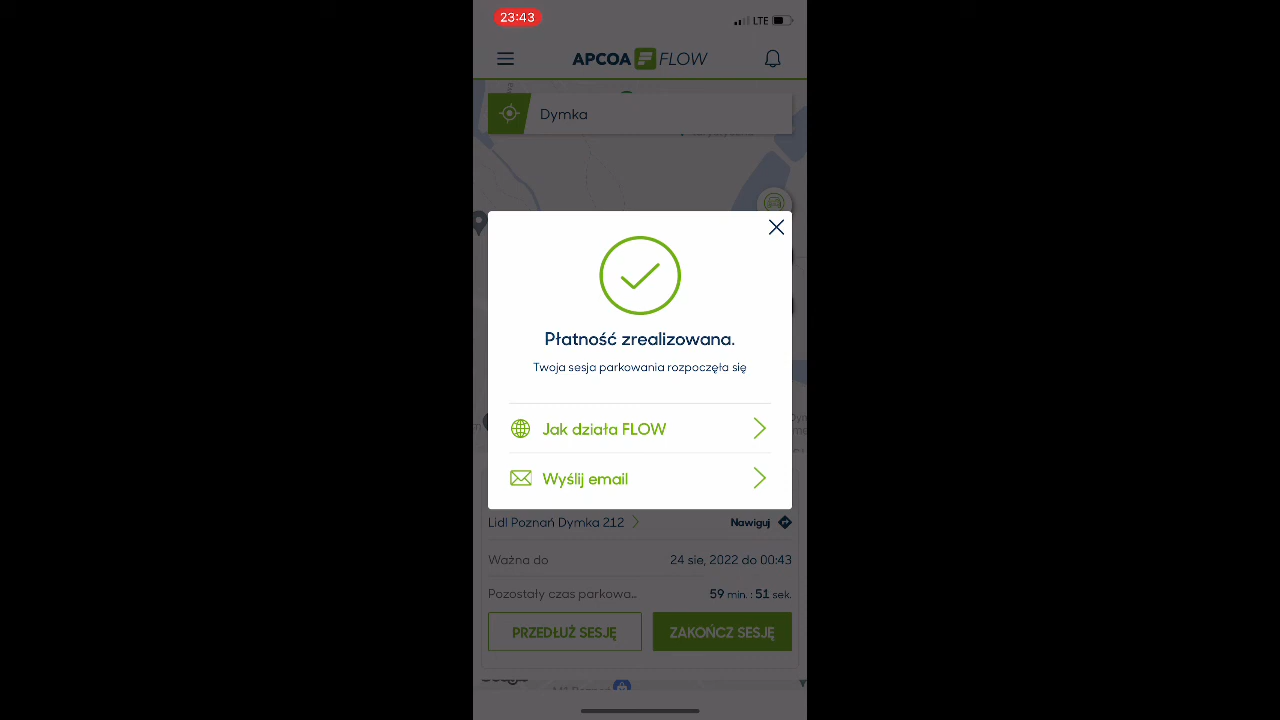 23:43
LTE
APCOA FLOW
Dymka
Płatność zrealizowana.
Twoja sesja parkowania rozpoczęła się
Jak działa FLOW
Wyślij email
Lidl Poznań Dymka 212
Nawiguj
Ważna do
24 sie, 2022 do 00:43
Pozostały czas parkowa..
59 min. : 51 sek.
PRZEDŁUŻ SESJĘ
ZAKOŃCZ SESJĘ